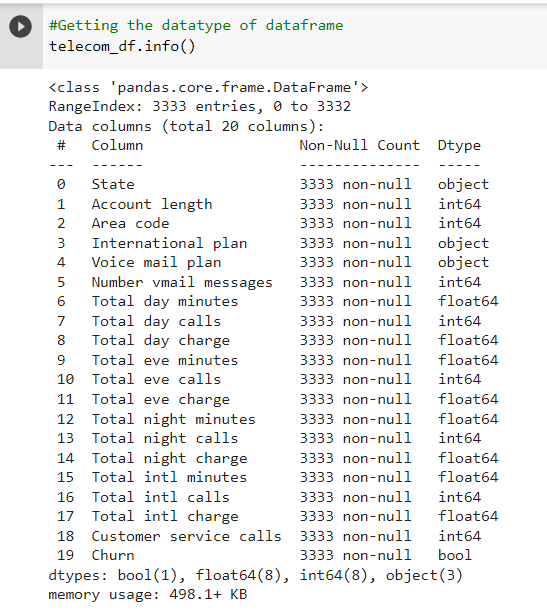 #Getting the datatype of dataframe
telecom_df.info()
<class 'pandas.core.frame.DataFrame'>
RangeIndex: 3333 entries, 0 to 3332
Data columns (total 20 columns):
 #   Column                  Non-Null Count  Dtype
---  ------                  --------------  -----
 0   State                   3333 non-null   object
 1   Account length          3333 non-null   int64
 2   Area code               3333 non-null   int64
 3   International plan      3333 non-null   object
 4   Voice mail plan         3333 non-null   object
 5   Number vmail messages   3333 non-null   int64
 6   Total day minutes       3333 non-null   float64
 7   Total day calls         3333 non-null   int64
 8   Total day charge        3333 non-null   float64
 9   Total eve minutes       3333 non-null   float64
 10  Total eve calls         3333 non-null   int64
 11  Total eve charge        3333 non-null   float64
 12  Total night minutes     3333 non-null   float64
 13  Total night calls       3333 non-null   int64
 14  Total night charge      3333 non-null   float64
 15  Total intl minutes      3333 non-null   float64
 16  Total intl calls        3333 non-null   int64
 17  Total intl charge       3333 non-null   float64
 18  Customer service calls  3333 non-null   int64
 19  Churn                   3333 non-null   bool
dtypes: bool(1), float64(8), int64(8), object(3)
memory usage: 498.1+ KB